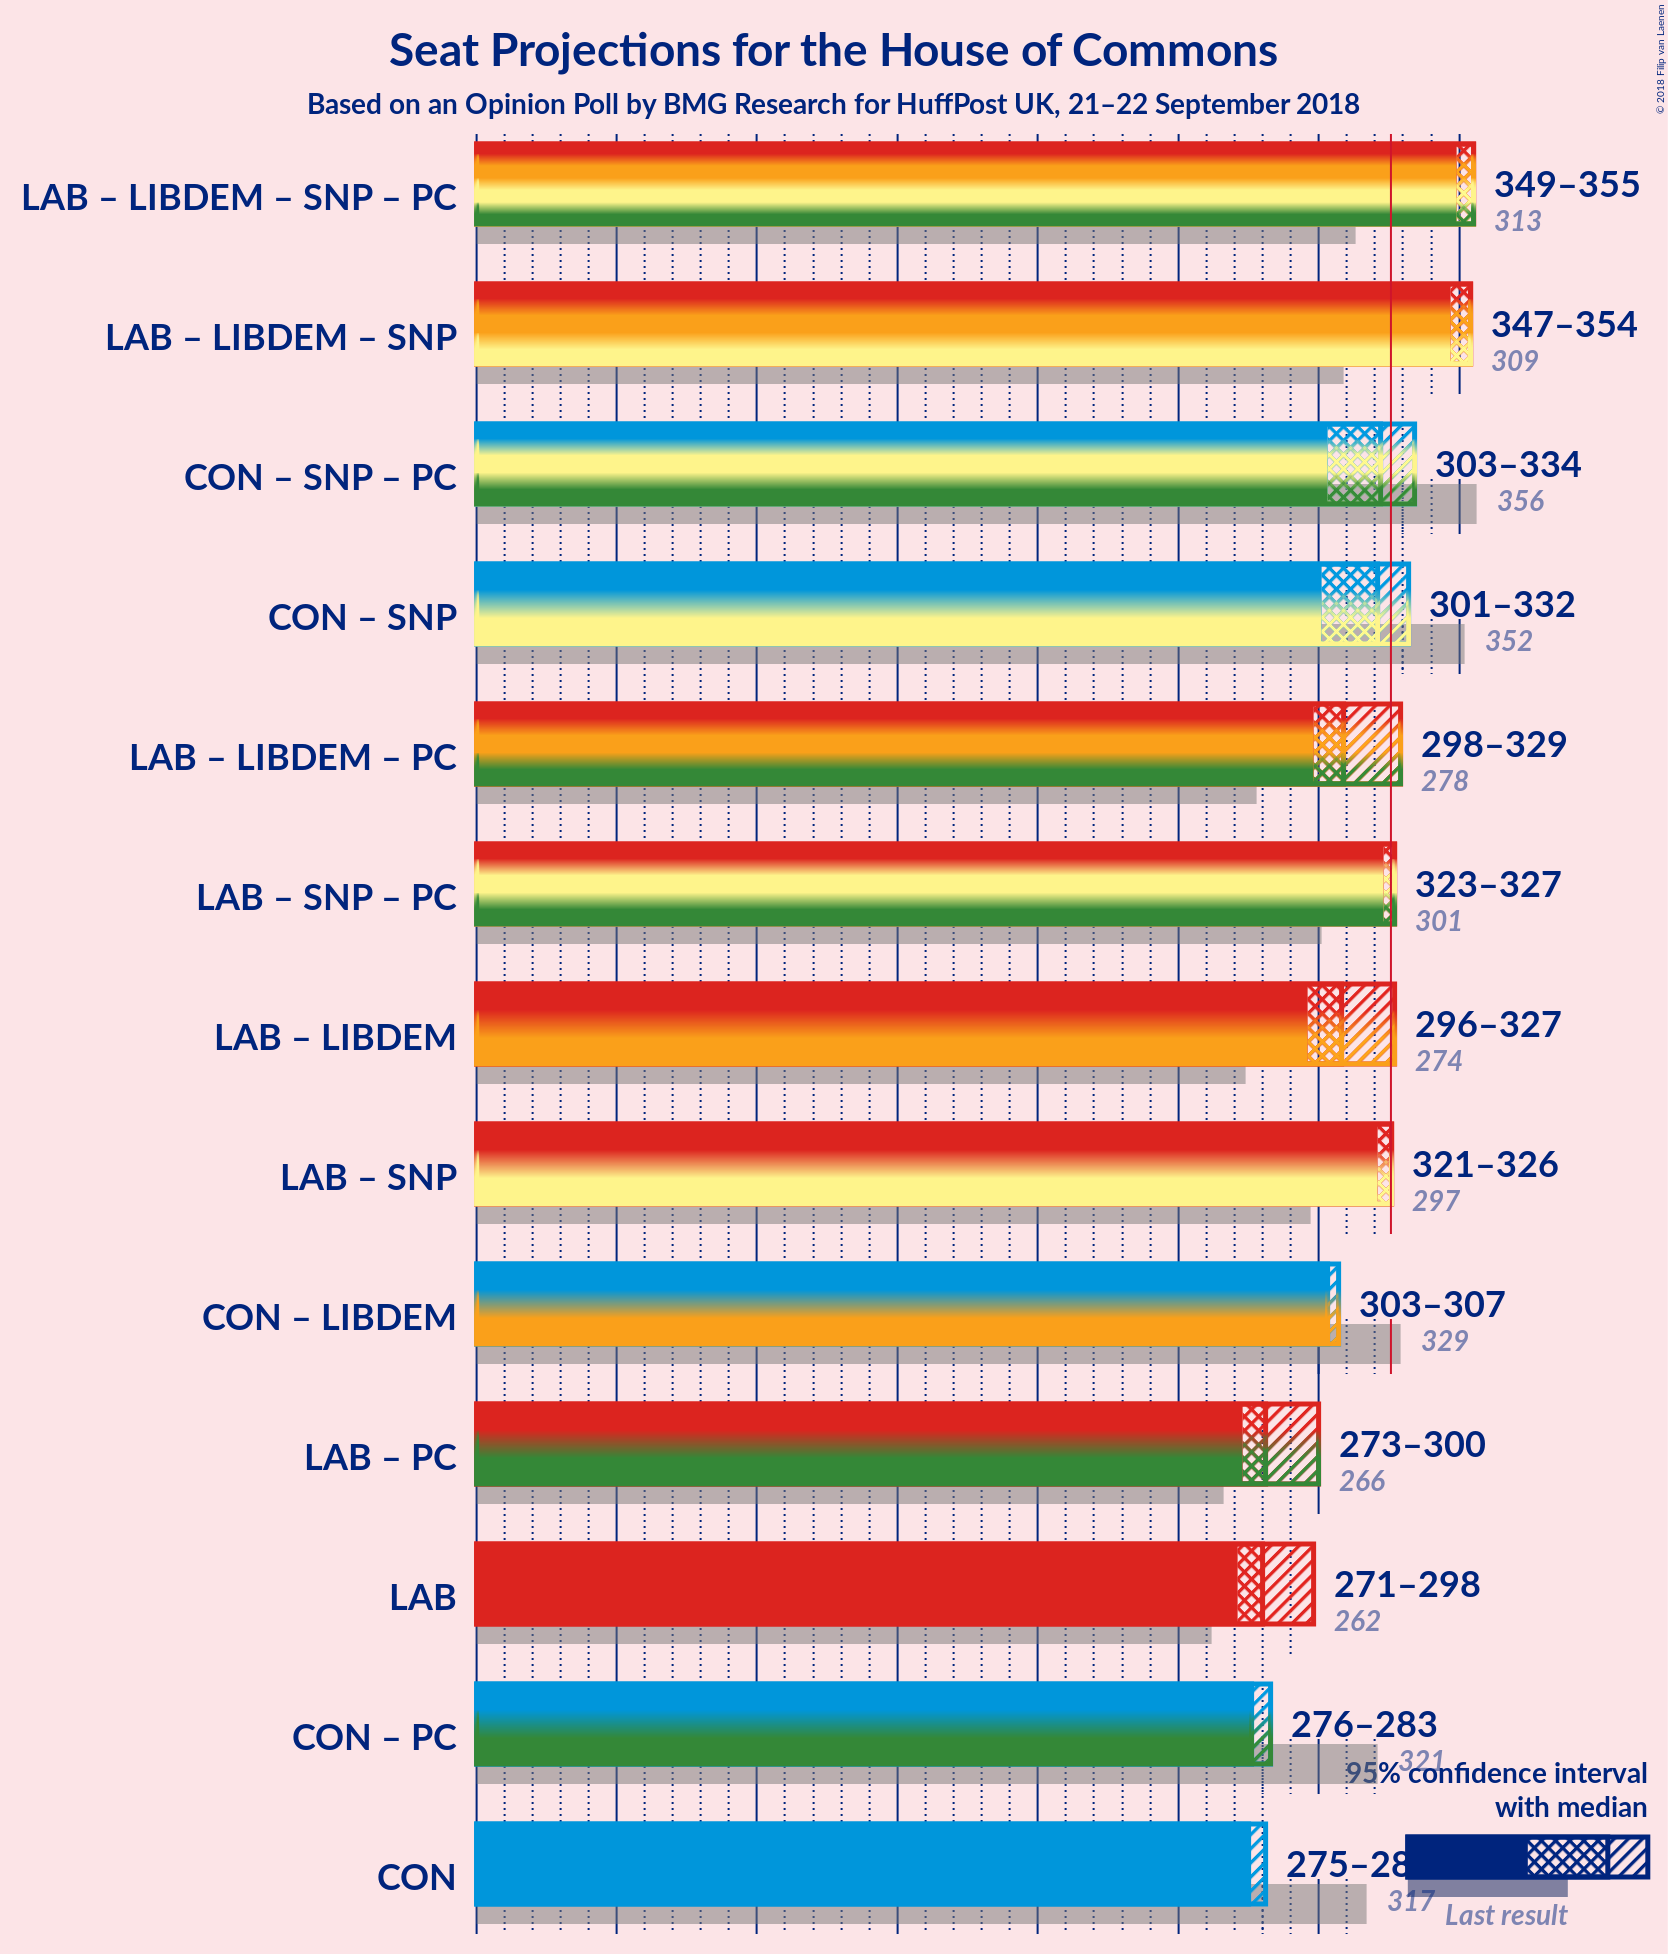 Seat Projections for the House of Commons
Based on an Opinion Poll by BMG Research for HuffPost UK, 21–22 September 2018
© 2018 Filip van Laenen
LAB – LIBDEM – SNP – PC
349–355
313
LAB – LIBDEM – SNP
347–354
309
CON – SNP – PC
303–334
356
CON – SNP
301–332
352
LAB – LIBDEM – PC
298–329
278
LAB – SNP – PC
323–327
301
LAB – LIBDEM
296–327
274
LAB – SNP
321–326
297
CON – LIBDEM
303–307
329
LAB – PC
273–300
266
LAB
271–298
262
CON – PC
276–283
321
CON
275–28
317
95% confidence interval
with median
Last result